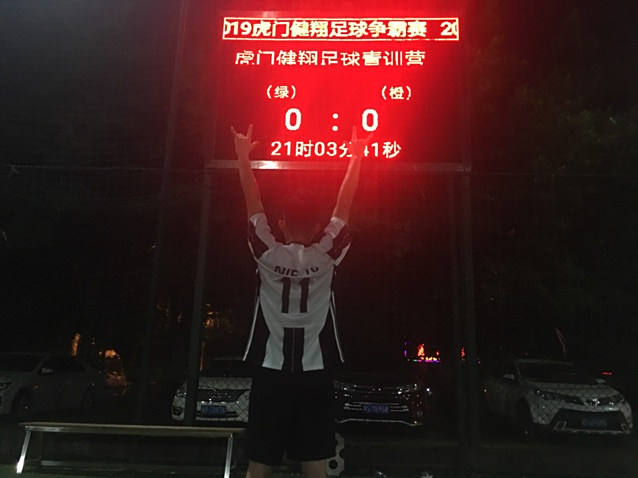 019虎门健翔足球争霸赛 20
虎门健翔足球青训营
(绿) (橙)
0 : 0
21时03分41秒
11